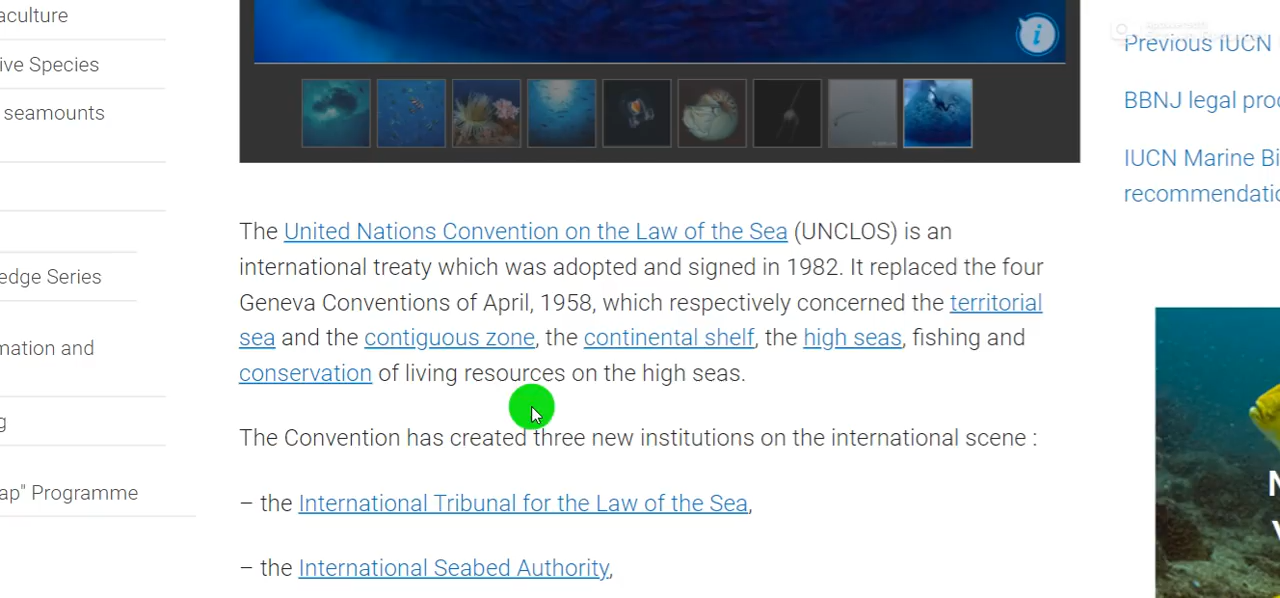 aculture
ive Species
seamounts
edge Series
mation and
g
ap" Programme
The United Nations Convention on the Law of the Sea (UNCLOS) is an
international treaty which was adopted and signed in 1982. It replaced the four
Geneva Conventions of April, 1958, which respectively concerned the territorial
sea and the contiguous zone, the continental shelf, the high seas, fishing and
conservation of living resources on the high seas.
The Convention has created three new institutions on the international scene :
– the International Tribunal for the Law of the Sea,
– the International Seabed Authority,
Previous IUCN
BBNJ legal proc
IUCN Marine Bi
recommendatio